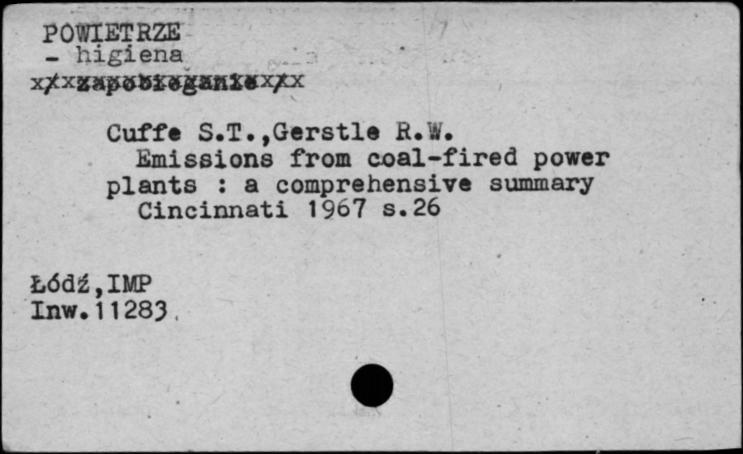 POWIETRZE
- higiena
x/xzapobieganiex/x
Cuffe S.T.,Gerstle R.W.
Emissions from coal-fired power
plants : a comprehensive summary
Cincinnati 1967 s.26
Łódź,IMP
Inw.11283.